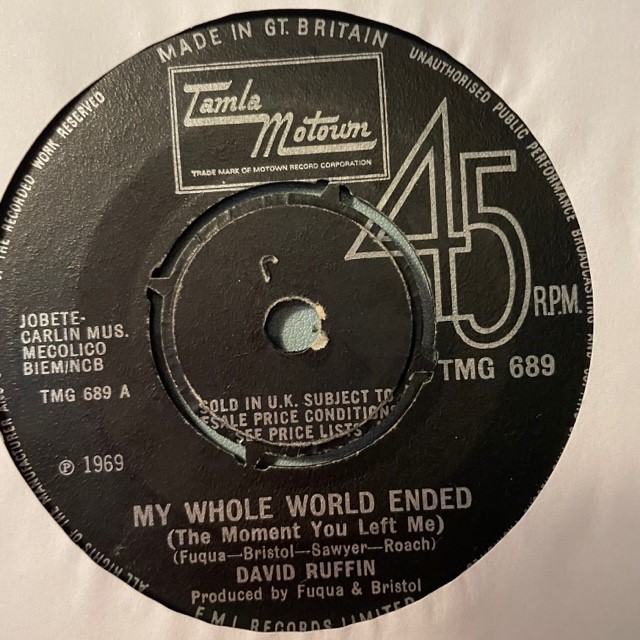 MADE IN GT. BRITAIN
UNAUTHORISED PUBLIC PERFORMANCE BROADCASTING AND
THE RECORDED WORK RESERVED
Tamla
Motown
TRADE MARK OF MOTOWN RECORD CORPORATION
45
R.P.M.
JOBETE-
CARLIN MUS.
MECOLICO
BIEM/NCB
TMG 689 A
TMG 689
SOLD IN U.K. SUBJECT TO
RESALE PRICE CONDITIONS
SEE PRICE LISTS
℗ 1969
MY WHOLE WORLD ENDED
(The Moment You Left Me)
(Fuqua—Bristol—Sawyer—Roach)
DAVID RUFFIN
Produced by Fuqua & Bristol
ALL RIGHTS OF THE MANUFACTURER AND
E.M.I. RECORDS LIMITED